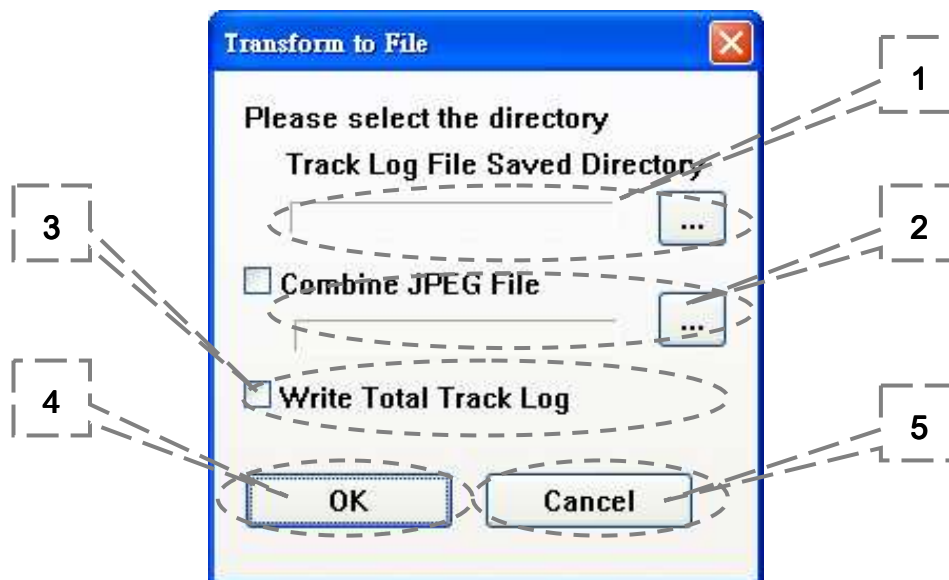 Transform to File
1
Please select the directory
Track Log File Saved Directory
...
3
2
Combine JPEG File
...
4
Write Total Track Log
5
OK
Cancel